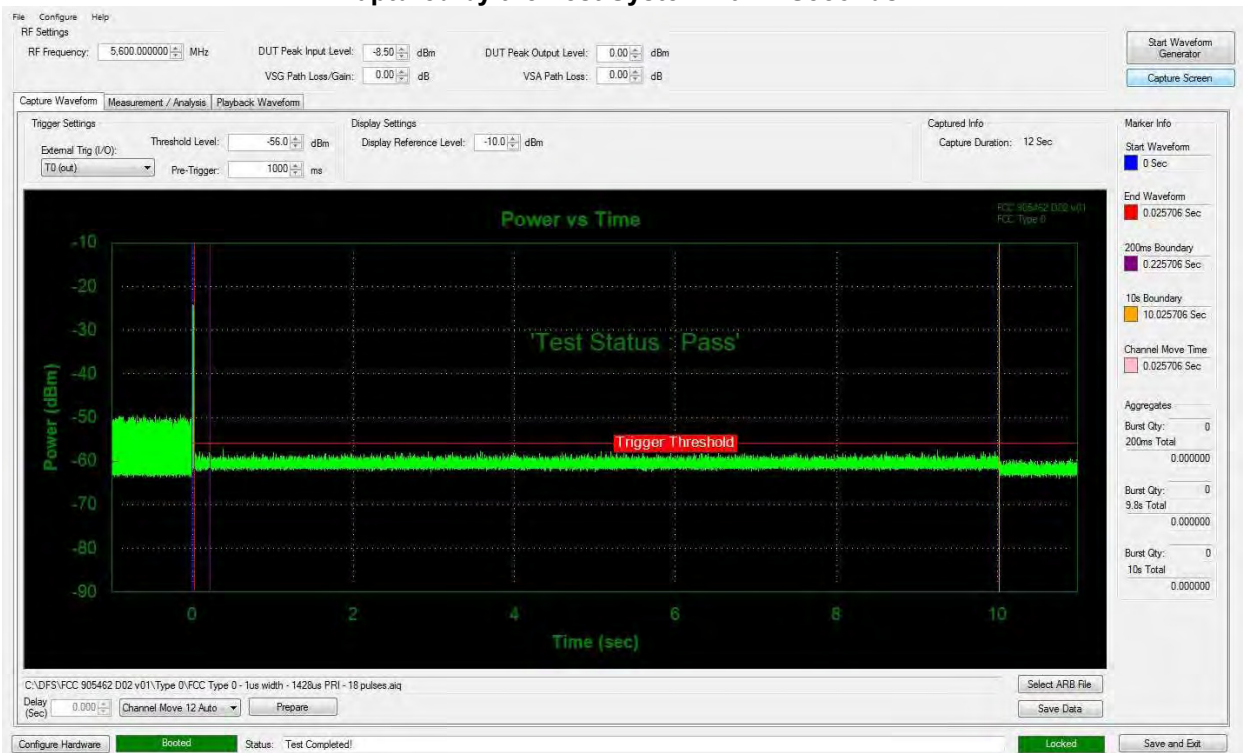 File Configure Help
RF Settings
RF Frequency: 5,600.000000 MHz DUT Peak Input Level: -8.50 dBm DUT Peak Output Level: 0.00 dBm
VSG Path Loss/Gain: 0.00 dB VSA Path Loss: 0.00 dB
Start Waveform Generator
Capture Screen
Capture Waveform Measurement / Analysis Playback Waveform
Trigger Settings
External Trig (I/O):
T0 (out)
Threshold Level: -56.0 dBm
Pre-Trigger: 1000 ms
Display Settings
Display Reference Level: -10.0 dBm
Captured Info
Capture Duration: 12 Sec
Power vs Time
FCC 905462 D02 v01
FCC Type 0
'Test Status : Pass'
Trigger Threshold
Power (dBm)
-10
-20
-30
-40
-50
-60
-70
-80
-90
0 2 4 6 8 10
Time (sec)
Marker Info
Start Waveform
0 Sec
End Waveform
0.025706 Sec
200ms Boundary
0.225706 Sec
10s Boundary
10.025706 Sec
Channel Move Time
0.025706 Sec
Aggregates
Burst Qty: 0
200ms Total
0.000000
Burst Qty: 0
9.8s Total
0.000000
Burst Qty: 0
10s Total
0.000000
C:\DFS\FCC 905462 D02 v01\Type 0\FCC Type 0 - 1us width - 1428us PRI - 18 pulses.aiq
Select ARB File
Delay (Sec) 0.000 Channel Move 12 Auto Prepare
Save Data
Configure Hardware Booted Status: Test Completed! Locked Save and Exit